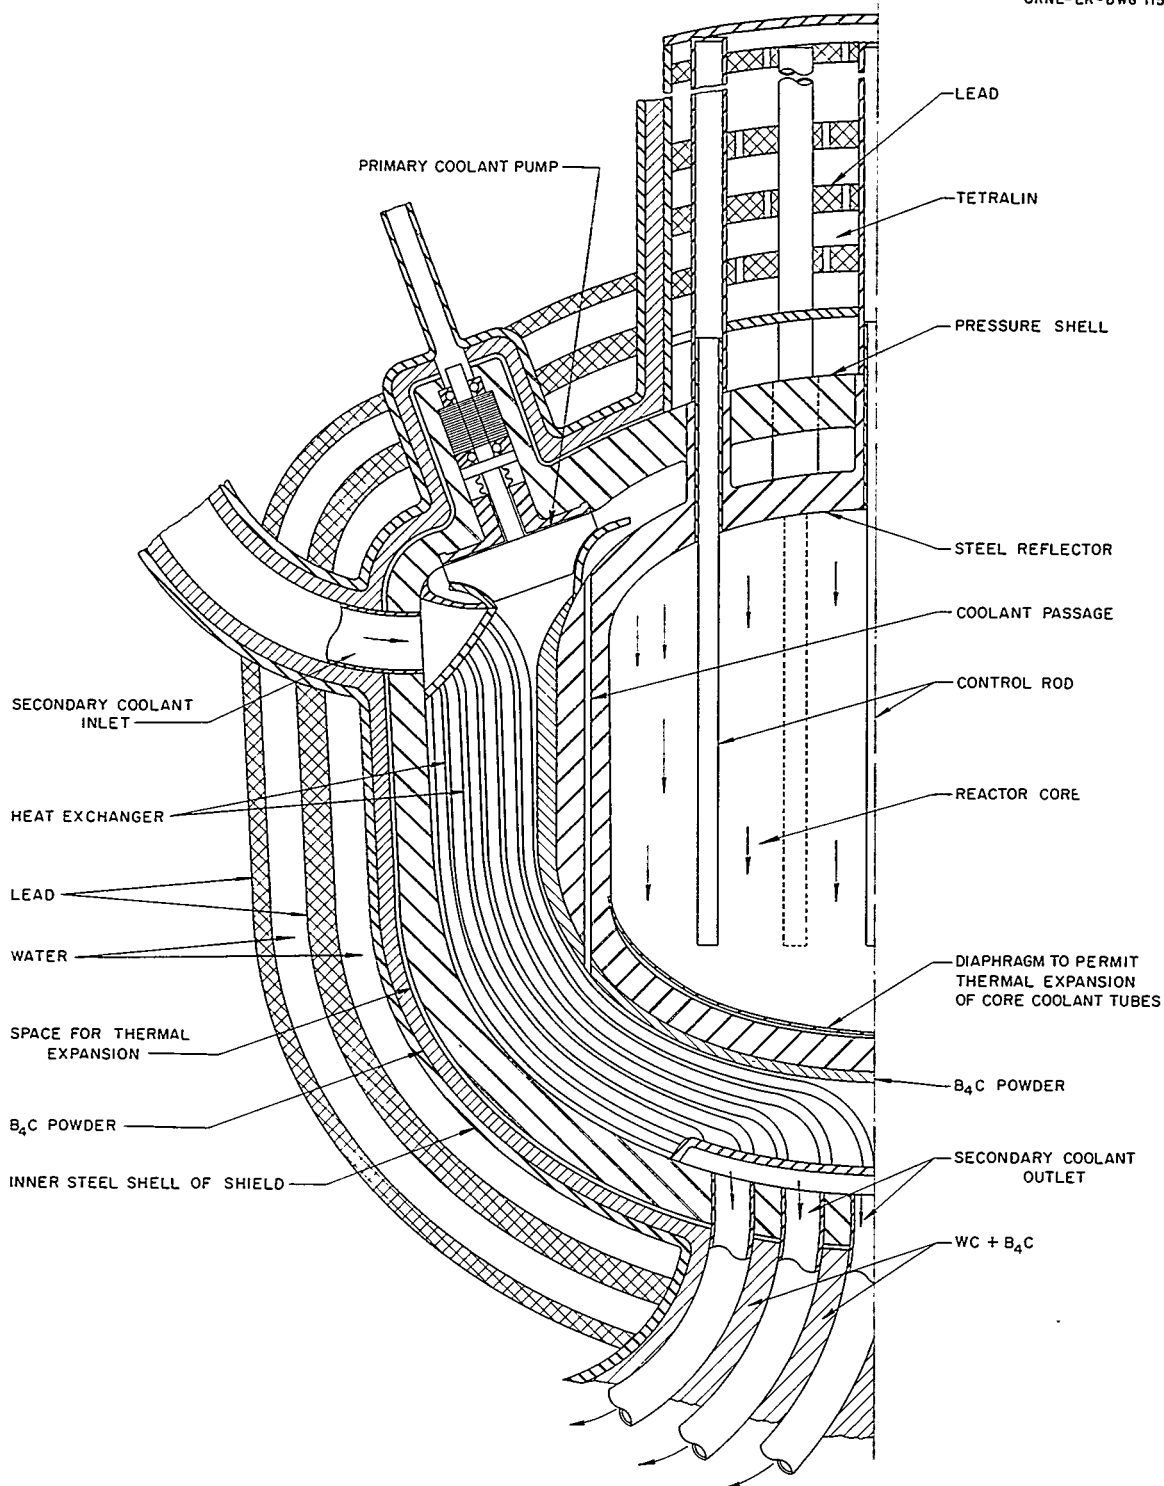 LEAD
PRIMARY COOLANT PUMP
TETRALIN
PRESSURE SHELL
STEEL REFLECTOR
COOLANT PASSAGE
CONTROL ROD
SECONDARY COOLANT
INLET
REACTOR CORE
HEAT EXCHANGER
LEAD
WATER
DIAPHRAGM TO PERMIT
THERMAL EXPANSION
OF CORE COOLANT TUBES
SPACE FOR THERMAL
EXPANSION
B₄C POWDER
B₄C POWDER
SECONDARY COOLANT
OUTLET
INNER STEEL SHELL OF SHIELD
WC + B₄C